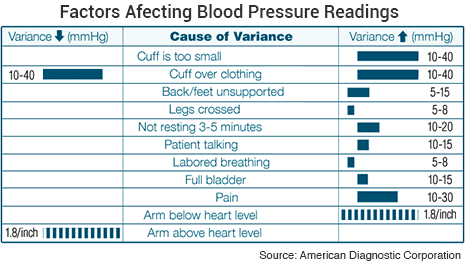 Factors Afecting Blood Pressure Readings
Variance (mmHg) Cause of Variance Variance (mmHg)
Cuff is too small 10-40
10-40 Cuff over clothing 10-40
Back/feet unsupported 5-15
Legs crossed 5-8
Not resting 3-5 minutes 10-20
Patient talking 10-15
Labored breathing 5-8
Full bladder 10-15
Pain 10-30
Arm below heart level 1.8/inch
1.8/inch Arm above heart level
Source: American Diagnostic Corporation